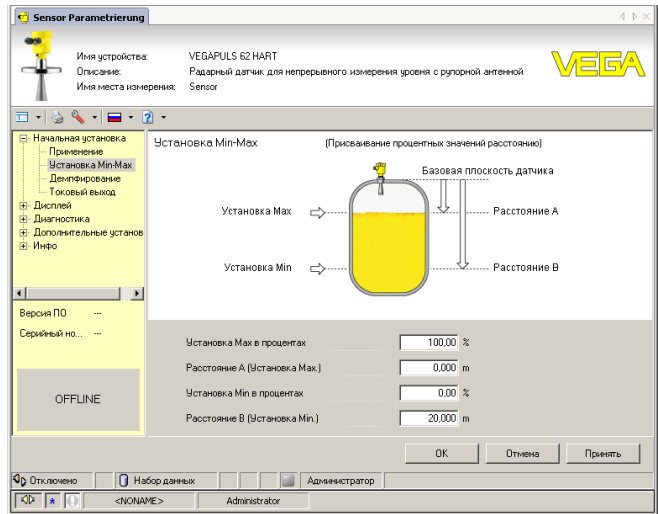 Sensor Parametrierung
Имя устройства: VEGAPULS 62 HART
Описание: Радарный датчик для непрерывного измерения уровня с рупорной антенной
Имя места измерения: Sensor
VEGA
Начальная установка
Применение
Установка Min-Max
Демпфирование
Токовый выход
Дисплей
Диагностика
Дополнительные установ
Инфо
Версия ПО ---
Серийный но... ---
OFFLINE
Установка Min-Max (Присваивание процентных значений расстоянию)
Базовая плоскость датчика
Установка Max Расстояние A
Установка Min Расстояние B
Установка Max в процентах 100,00 %
Расстояние A (Установка Max.) 0,000 m
Установка Min в процентах 0,00 %
Расстояние B (Установка Min.) 20,000 m
OK Отмена Принять
Отключено Набор данных Администратор
<NONAME> Administrator